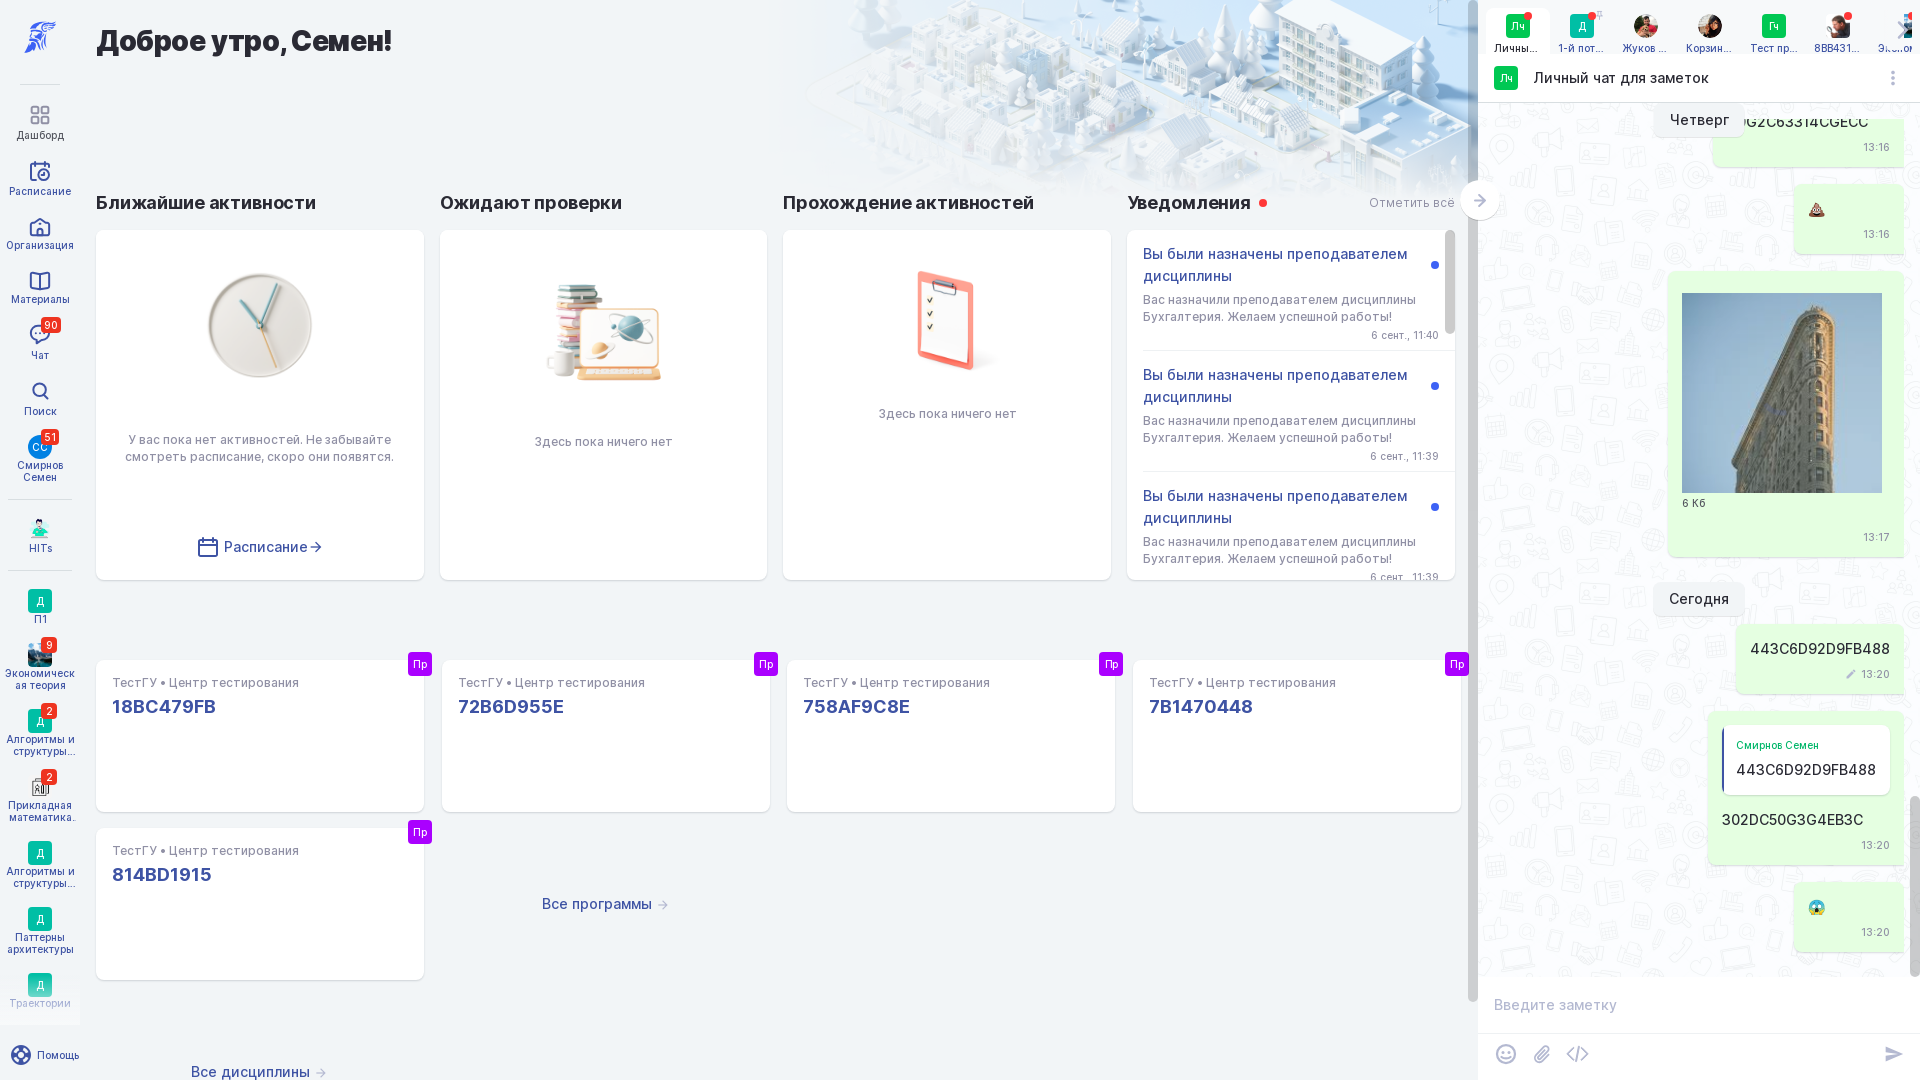 Доброе утро, Семен!
Дашборд
Расписание
Организация
Материалы
90
Чат
Поиск
СС
51
Смирнов
Семен
HITs
Д
П1
9
Экономическ
ая теория
Д
2
Алгоритмы и
структуры...
2
Прикладная
математика.
Д
Алгоритмы и
структуры...
Д
Паттерны
архитектуры
Д
Траектории
Помощь
Ближайшие активности
У вас пока нет активностей. Не забывайте
смотреть расписание, скоро они появятся.
Расписание
Ожидают проверки
Здесь пока ничего нет
Прохождение активностей
Здесь пока ничего нет
Уведомления
Отметить всё
Вы были назначены преподавателем
дисциплины
Вас назначили преподавателем дисциплины
Бухгалтерия. Желаем успешной работы!
6 сент., 11:40
Вы были назначены преподавателем
дисциплины
Вас назначили преподавателем дисциплины
Бухгалтерия. Желаем успешной работы!
6 сент., 11:39
Вы были назначены преподавателем
дисциплины
Вас назначили преподавателем дисциплины
Бухгалтерия. Желаем успешной работы!
6 сент., 11:39
Пр
ТестГУ • Центр тестирования
18BC479FB
Пр
ТестГУ • Центр тестирования
72B6D955E
Пр
ТестГУ • Центр тестирования
758AF9C8E
Пр
ТестГУ • Центр тестирования
7B1470448
Пр
ТестГУ • Центр тестирования
814BD1915
Все программы
Все дисциплины
Лч
Личны...
Д
1-й пот...
Жуков ...
Корзин...
Гч
Тест пр...
8BB431...
Эконом
Лч
Личный чат для заметок
Четверг
13:16
13:16
6 Кб
13:17
Сегодня
443C6D92D9FB488
13:20
Смирнов Семен
443C6D92D9FB488
302DC50G3G4EB3C
13:20
13:20
Введите заметку